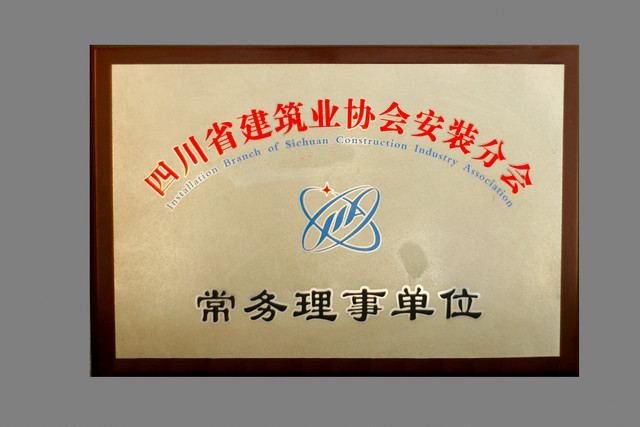 四川省建筑业协会安装分会
Installation Branch of Sichuan Construction Industry Association
常务理事单位